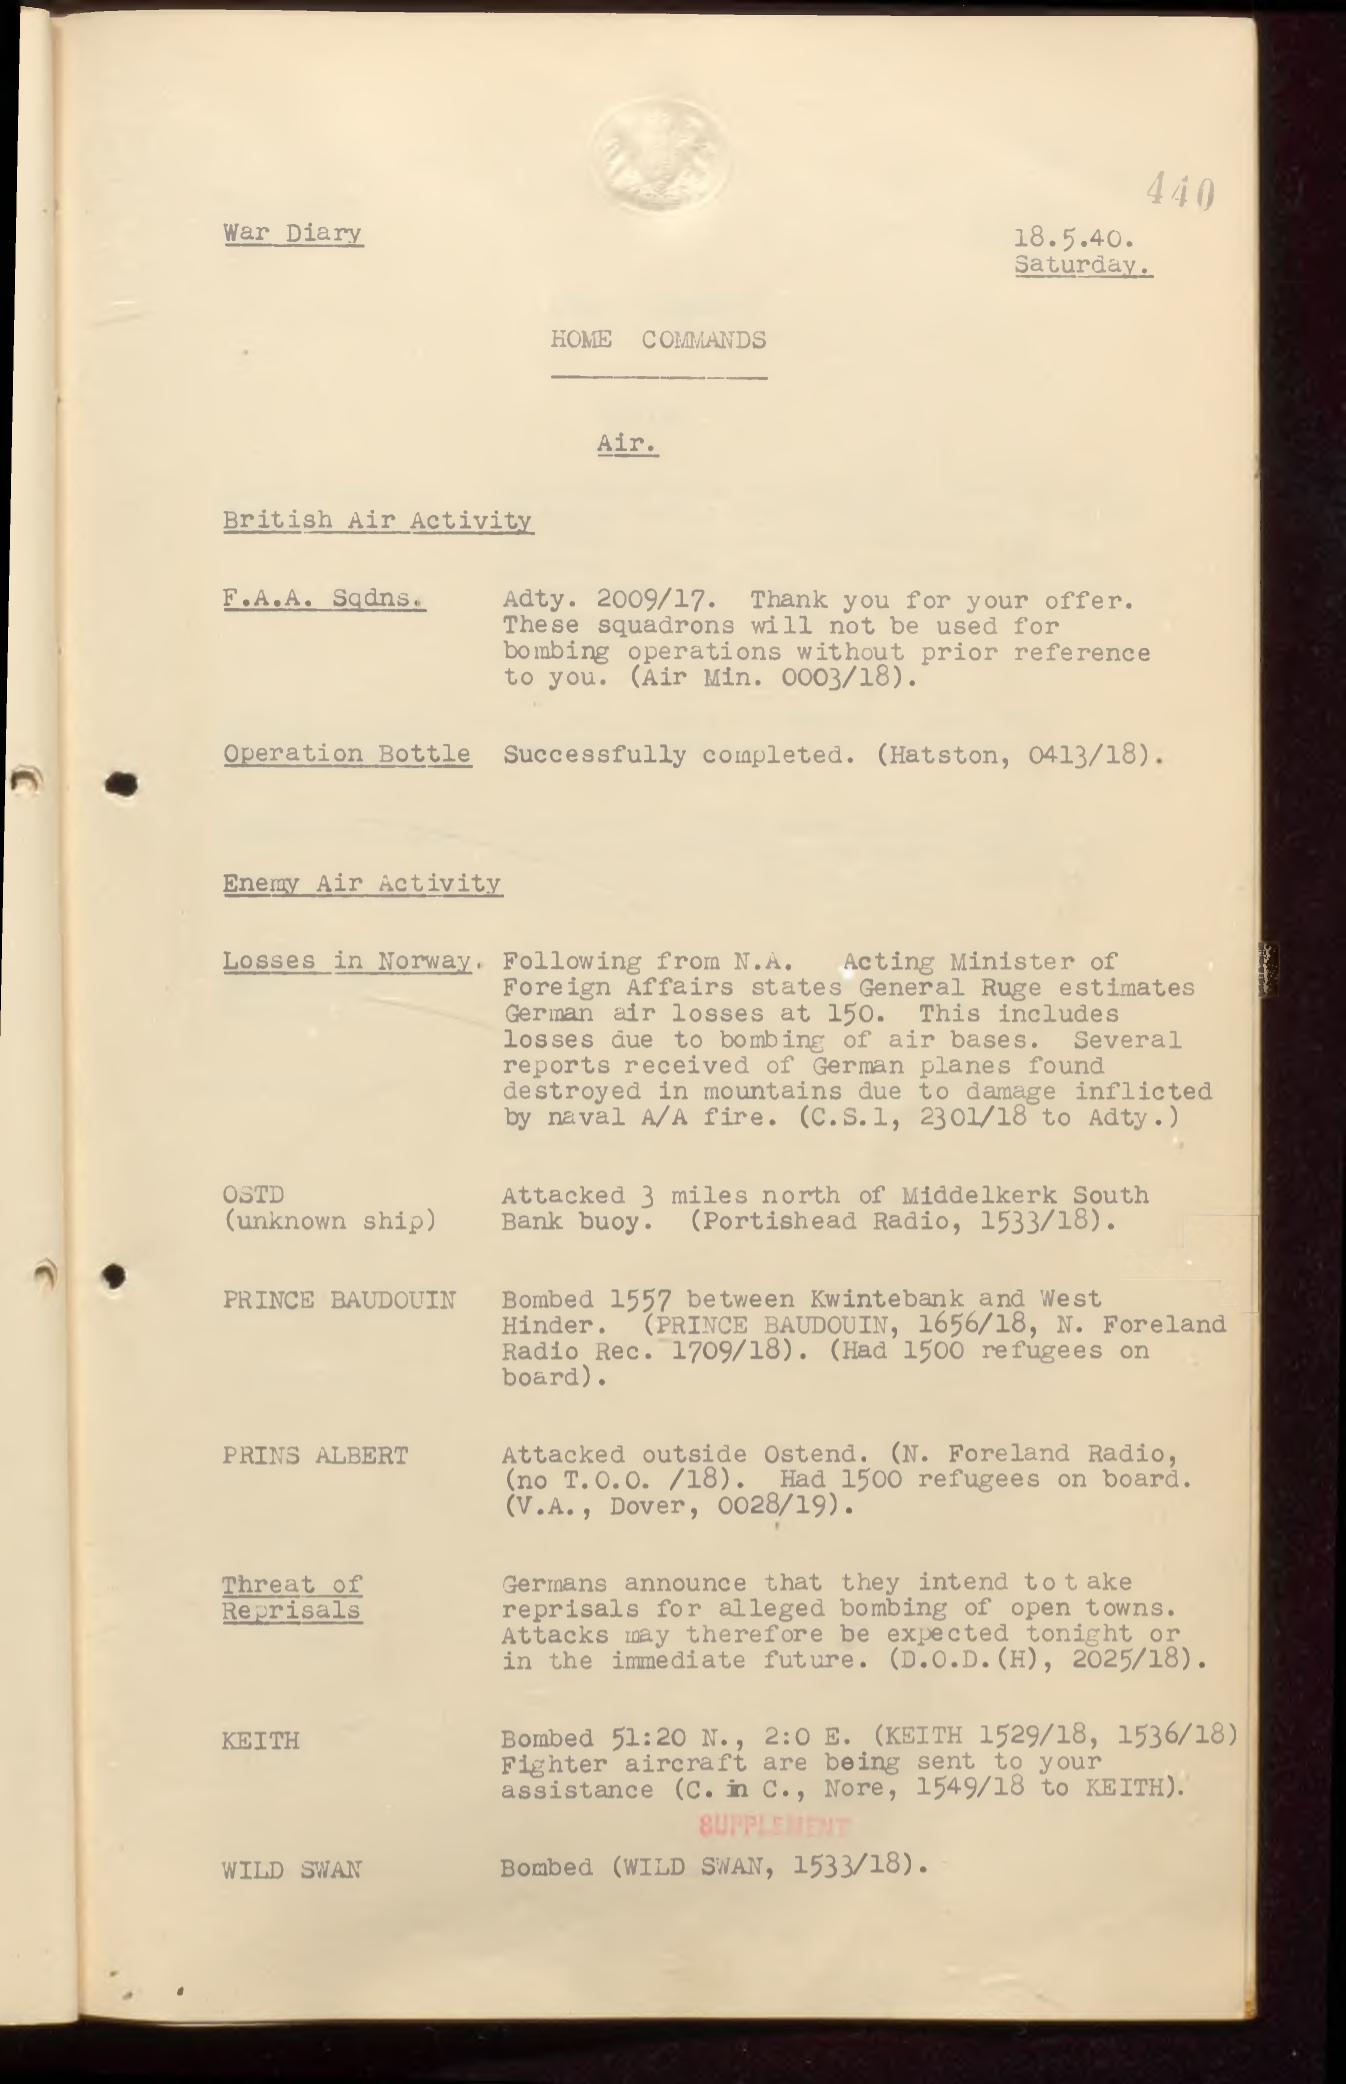 440
War Diary
18.5.40.
Saturday.
HOME COMMANDS
Air.
British Air Activity
F.A.A. Sqdns. Adty. 2009/17. Thank you for your offer.
These squadrons will not be used for
bombing operations without prior reference
to you. (Air Min. 0003/18).
Operation Bottle Successfully completed. (Hatston, 0413/18).
Enemy Air Activity
Losses in Norway. Following from N.A. Acting Minister of
Foreign Affairs states General Ruge estimates
German air losses at 150. This includes
losses due to bombing of air bases. Several
reports received of German planes found
destroyed in mountains due to damage inflicted
by naval A/A fire. (C.S.1, 2301/18 to Adty.)
OSTD Attacked 3 miles north of Middelkerk South
(unknown ship) Bank buoy. (Portishead Radio, 1533/18).
PRINCE BAUDOUIN Bombed 1557 between Kwintebank and West
Hinder. (PRINCE BAUDOUIN, 1656/18, N. Foreland
Radio Rec. 1709/18). (Had 1500 refugees on
board).
PRINS ALBERT Attacked outside Ostend. (N. Foreland Radio,
(no T.O.O. /18). Had 1500 refugees on board.
(V.A., Dover, 0028/19).
Threat of Germans announce that they intend to t ake
Reprisals reprisals for alleged bombing of open towns.
Attacks may therefore be expected tonight or
in the immediate future. (D.O.D.(H), 2025/18).
KEITH Bombed 51:20 N., 2:0 E. (KEITH 1529/18, 1536/18)
Fighter aircraft are being sent to your
assistance (C. in C., Nore, 1549/18 to KEITH).
SUPPLEMENT
WILD SWAN Bombed (WILD SWAN, 1533/18).